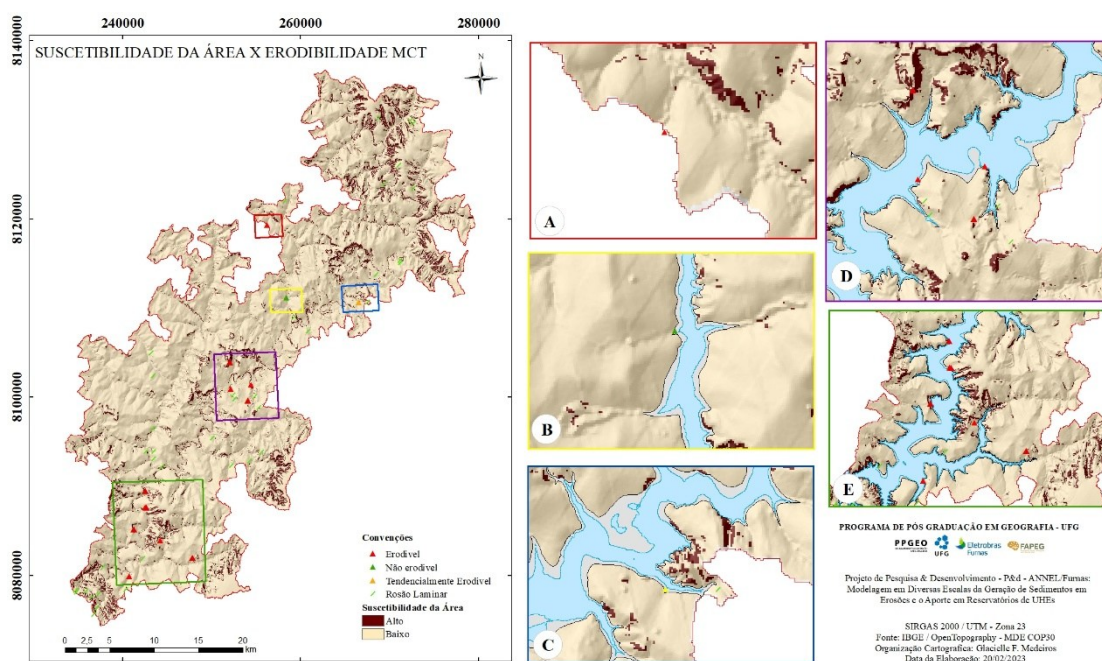 240000 260000 280000
8140000
8120000
8100000
8080000
SUSCETIBILIDADE DA ÁREA X ERODIBILIDADE MCT
N
Convenções
Erodível
Não erodível
Tendencialmente Erodível
Rosão Laminar
Suscetibilidade da Área
Alto
Baixo
0 2,5 5 10 15 20
km
A
B
C
D
E
PROGRAMA DE PÓS GRADUAÇÃO EM GEOGRAFIA - UFG
PPGEO
UFG
Eletrobras
Furnas
FAPEG
Projeto de Pesquisa & Desenvolvimento - P&d - ANNEL/Furnas:
Modelagem em Diversas Escalas da Geração de Sedimentos em
Erosões e o Aporte em Reservatórios de UHEs
SIRGAS 2000 / UTM - Zona 23
Fonte: IBGE / OpenTopography - MDE COP30
Organização Cartografica: Glacielle F. Medeiros
Data da Elaboração: 20/02/2023